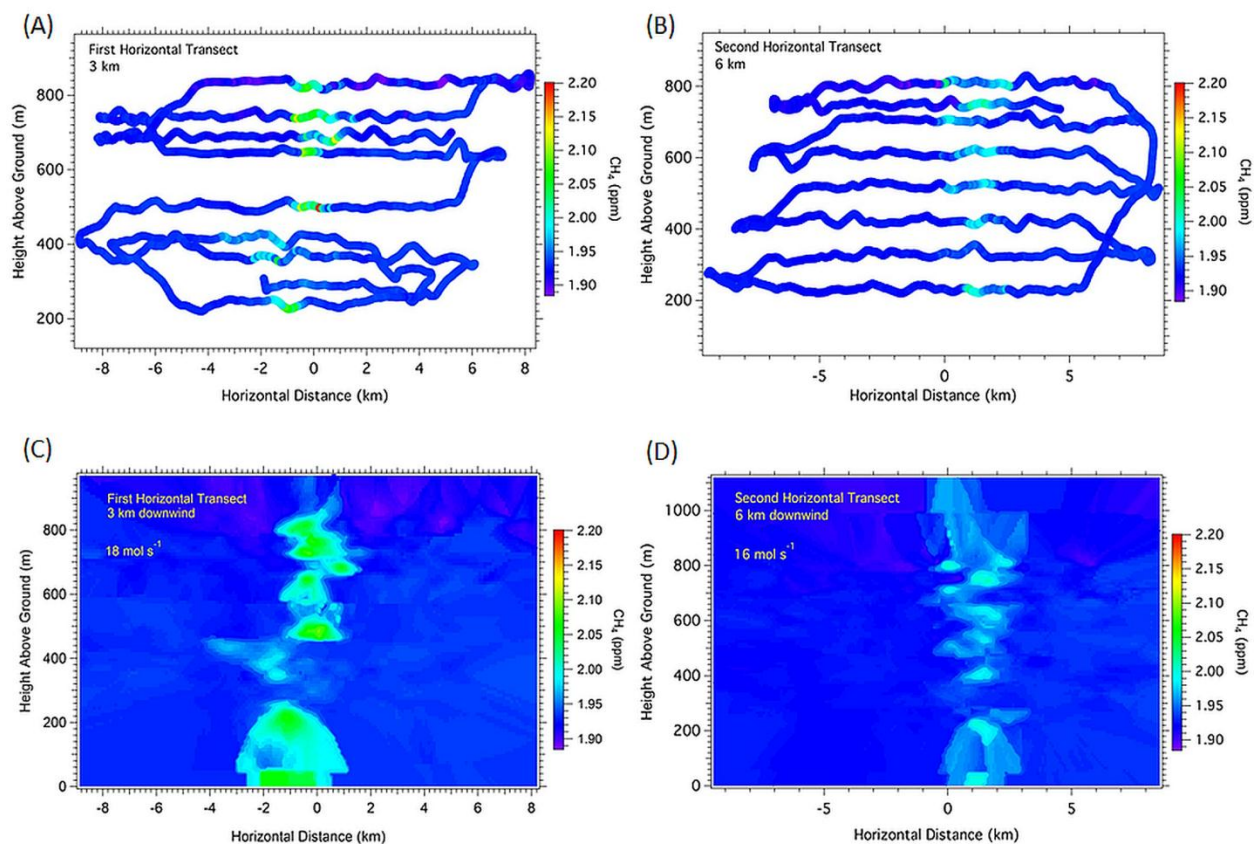 (A)
First Horizontal Transect
3 km
Height Above Ground (m)
800
600
400
200
-8 -6 -4 -2 0 2 4 6 8
Horizontal Distance (km)
2.20
2.15
2.10
2.05
2.00
1.95
1.90
CH₄ (ppm)
(B)
Second Horizontal Transect
6 km
Height Above Ground (m)
800
600
400
200
-5 0 5
Horizontal Distance (km)
2.20
2.15
2.10
2.05
2.00
1.95
1.90
CH₄ (ppm)
(C)
First Horizontal Transect
3 km downwind
18 mol s⁻¹
Height Above Ground (m)
800
600
400
200
0
-8 -6 -4 -2 0 2 4 6 8
Horizontal Distance (km)
2.20
2.15
2.10
2.05
2.00
1.95
1.90
CH₄ (ppm)
(D)
Second Horizontal Transect
6 km downwind
16 mol s⁻¹
Height Above Ground (m)
1000
800
600
400
200
0
-5 0 5
Horizontal Distance (km)
2.20
2.15
2.10
2.05
2.00
1.95
1.90
CH₄ (ppm)